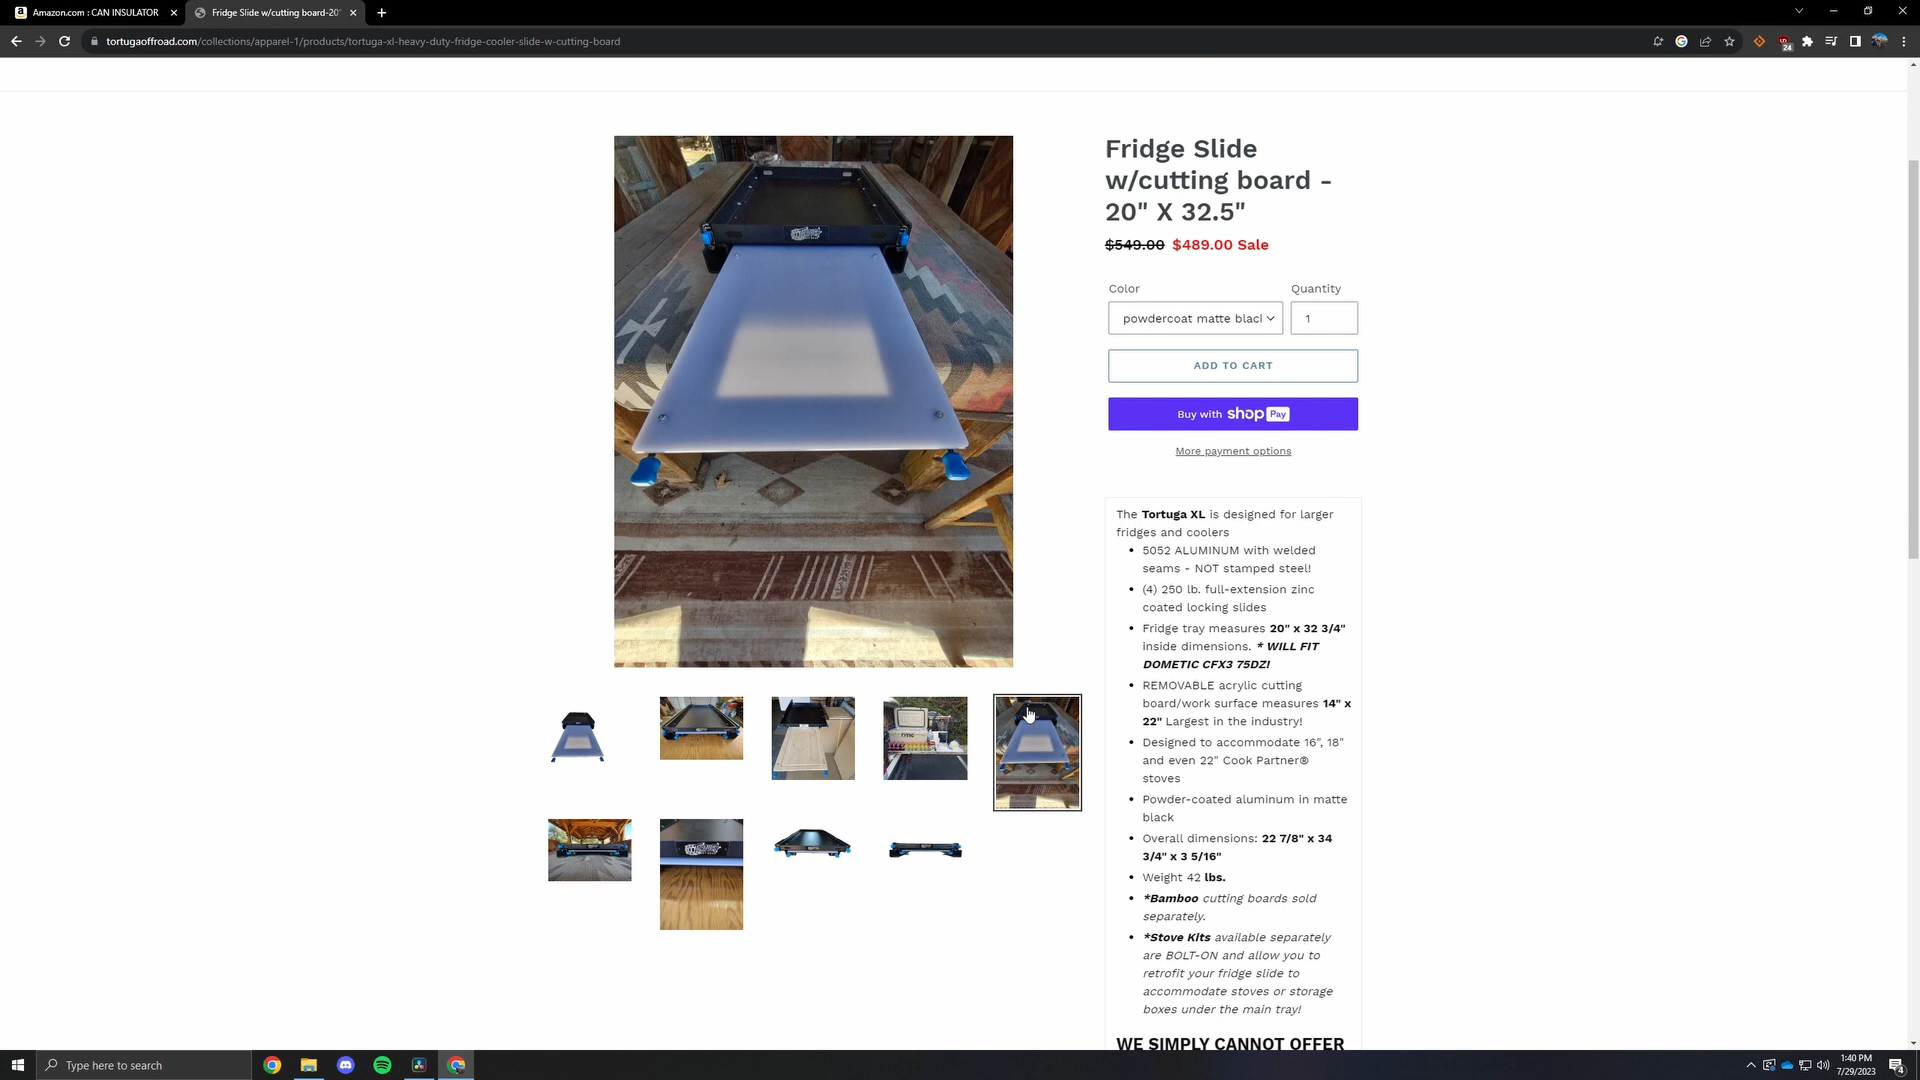 Amazon.com : CAN INSULATOR
Fridge Slide w/cutting board-20"
tortugaoffroad.com/collections/apparel-1/products/tortuga-xl-heavy-duty-fridge-cooler-slide-w-cutting-board
24
Fridge Slide
w/cutting board -
20" X 32.5"
$549.00 $489.00 Sale
Color
Quantity
powdercoat matte blac
1
ADD TO CART
Buy with shop Pay
More payment options
The Tortuga XL is designed for larger
fridges and coolers
• 5052 ALUMINUM with welded
seams - NOT stamped steel!
• (4) 250 lb. full-extension zinc
coated locking slides
• Fridge tray measures 20" x 32 3/4"
inside dimensions. * WILL FIT
DOMETIC CFX3 75DZ!
• REMOVABLE acrylic cutting
board/work surface measures 14" x
22" Largest in the industry!
• Designed to accommodate 16", 18"
and even 22" Cook Partner®
stoves
• Powder-coated aluminum in matte
black
• Overall dimensions: 22 7/8" x 34
3/4" x 3 5/16"
• Weight 42 lbs.
• *Bamboo cutting boards sold
separately.
• *Stove Kits available separately
are BOLT-ON and allow you to
retrofit your fridge slide to
accommodate stoves or storage
boxes under the main tray!
WE SIMPLY CANNOT OFFER
Type here to search
1:40 PM
7/29/2023
4